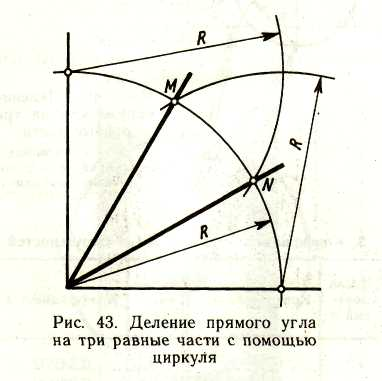 R
M
R
N
R
Рис. 43. Деление прямого угла
на три равные части с помощью
циркуля